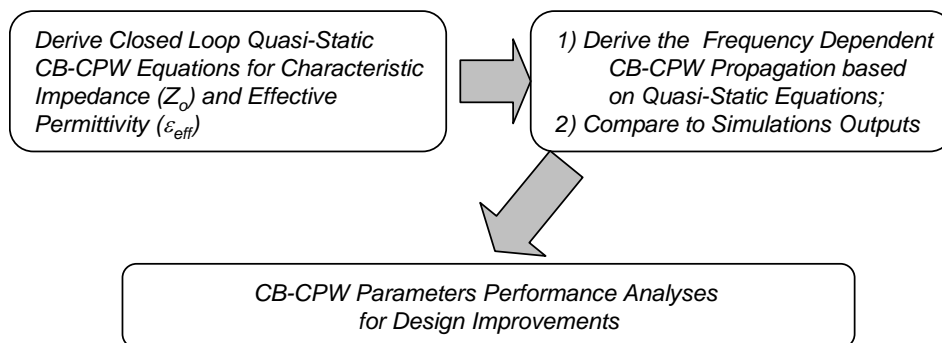 Derive Closed Loop Quasi-Static
CB-CPW Equations for Characteristic
Impedance (Zo) and Effective
Permittivity (εeff)
1) Derive the Frequency Dependent
CB-CPW Propagation based
on Quasi-Static Equations;
2) Compare to Simulations Outputs
CB-CPW Parameters Performance Analyses
for Design Improvements